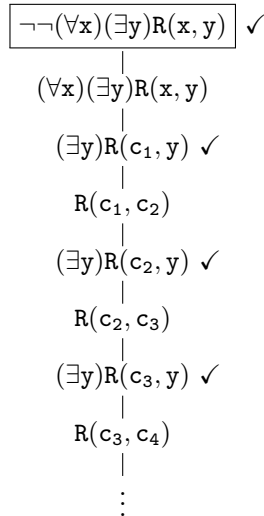 ¬¬(∀x)(∃y)R(x, y) ✓
(∀x)(∃y)R(x, y)
(∃y)R(c₁, y) ✓
R(c₁, c₂)
(∃y)R(c₂, y) ✓
R(c₂, c₃)
(∃y)R(c₃, y) ✓
R(c₃, c₄)
⋮